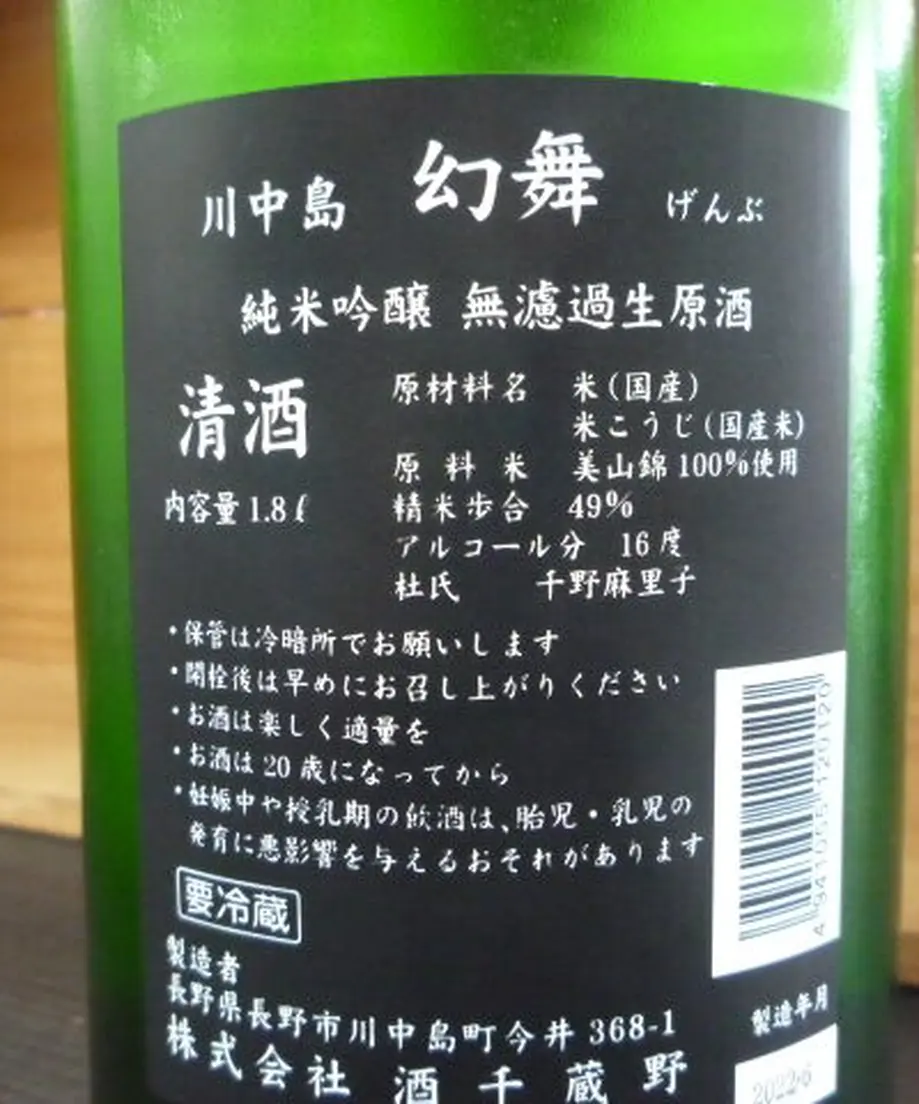 川中島 幻舞 げんぶ
純米吟醸 無濾過生原酒
清酒
内容量1.8ℓ
原材料名 米(国産)
米こうじ(国産米)
原料米 美山錦100%使用
精米歩合 49%
アルコール分 16度
杜氏 千野麻里子
・保管は冷暗所でお願いします
・開栓後は早めにお召し上がりください
・お酒は楽しく適量を
・お酒は20歳になってから
・妊娠中や授乳期の飲酒は、胎児・乳児の
発育に悪影響を与えるおそれがあります
要冷蔵
製造者
長野県長野市川中島町今井368-1
株式会社 酒千蔵野
4941055120120
製造年月
2022.6